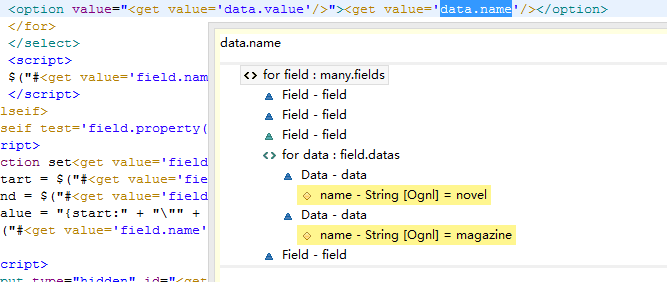 <option value="<get value='data.value'/>"><get value='data.name'/></option>
</for>
</select>
<script>
$("#<get value='field.name
</script>
lseif>
seif test='field.property(
ript>
ction set<get value='field
tart = $("#<get value='fiel
nd = $("#<get value='field.
alue = "{start:" + "\"" +
("#<get value='field.name'
cript>
put type="hidden" id="<get
data.name
for field : many.fields
Field - field
Field - field
Field - field
for data : field.datas
Data - data
name - String [Ognl] = novel
Data - data
name - String [Ognl] = magazine
Field - field